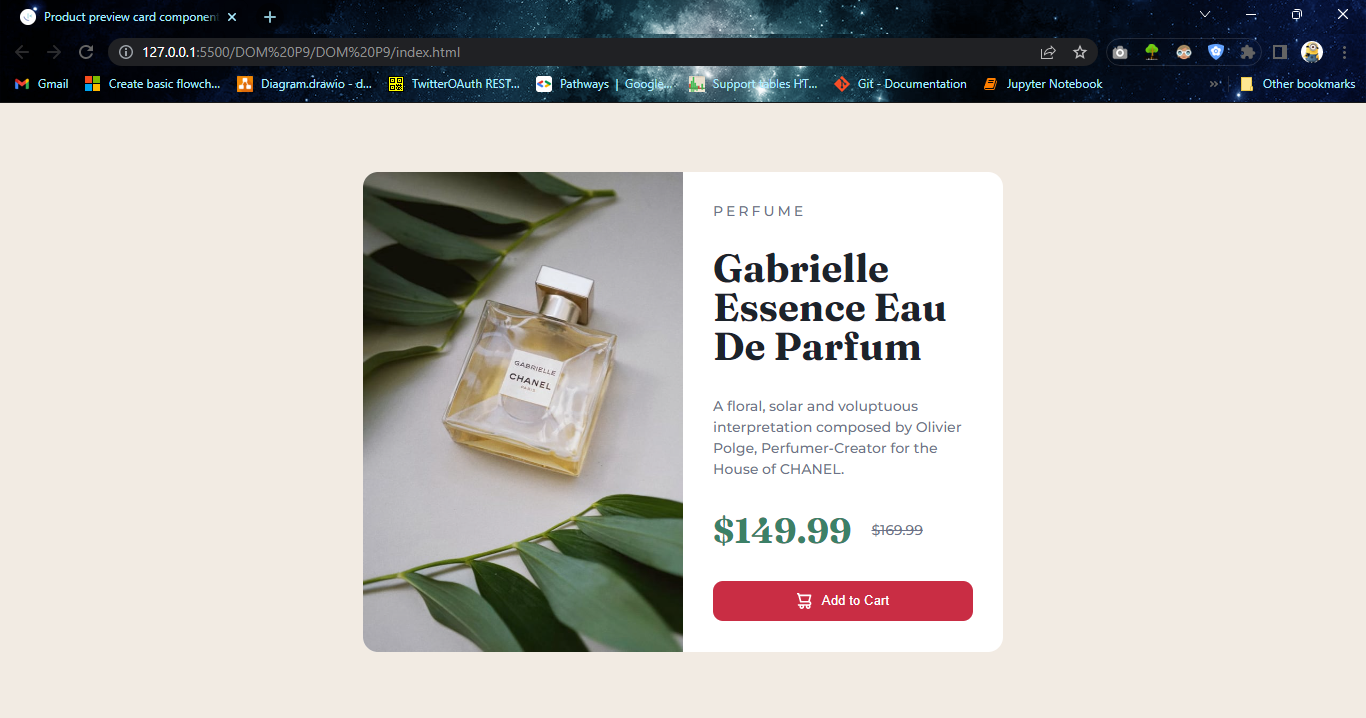 Product preview card componen
127.0.0.1:5500/DOM%20P9/DOM%20P9/index.html
Gmail
Create basic flowch...
Diagram.drawio - d...
TwitterOAuth REST...
Pathways | Google...
Support tables HT...
Git - Documentation
Jupyter Notebook
Other bookmarks
GABRIELLE
CHANEL
PARIS
PERFUME
Gabrielle
Essence Eau
De Parfum
A floral, solar and voluptuous
interpretation composed by Olivier
Polge, Perfumer-Creator for the
House of CHANEL.
$149.99 $169.99
Add to Cart